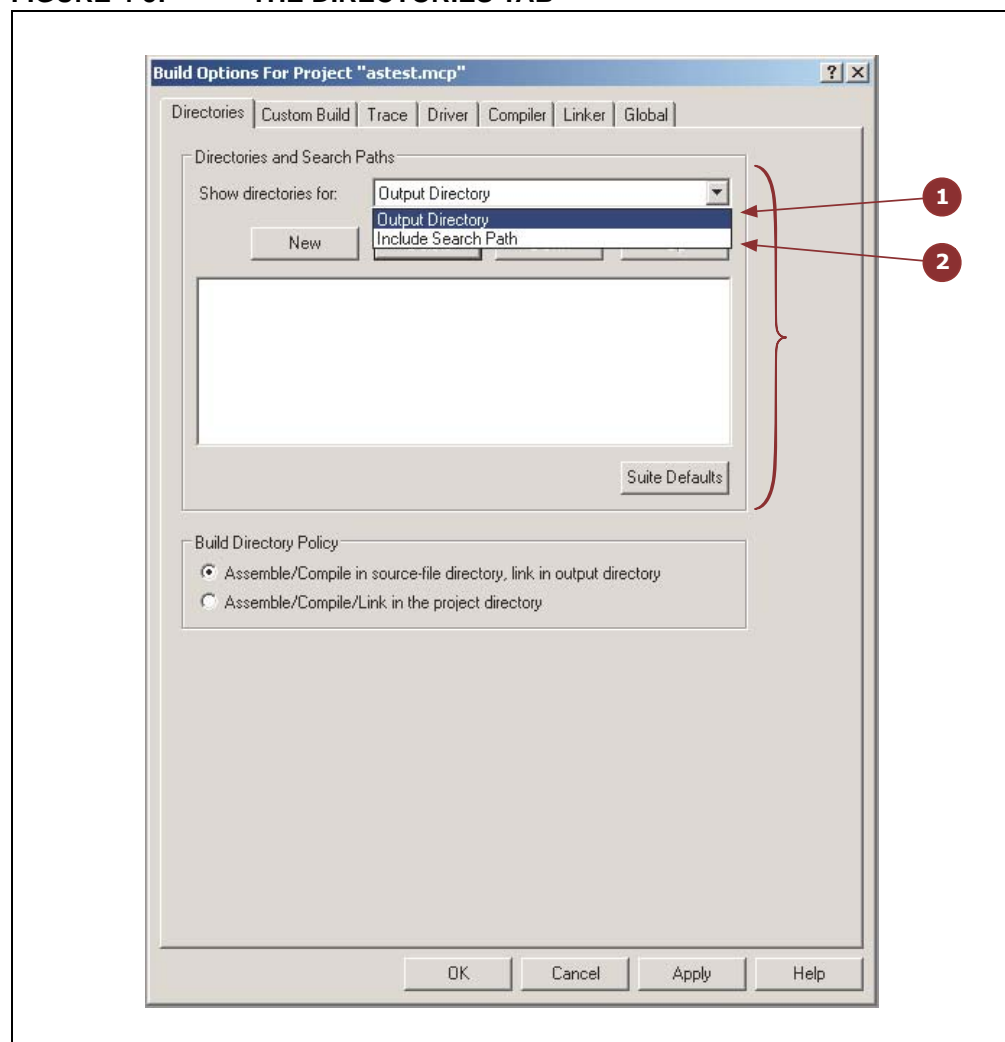 Build Options For Project "astest.mcp"
Directories Custom Build Trace Driver Compiler Linker Global
Directories and Search Paths
Show directories for: Output Directory
Output Directory
1
New Include Search Path
2
Suite Defaults
Build Directory Policy
Assemble/Compile in source-file directory, link in output directory
Assemble/Compile/Link in the project directory
OK Cancel Apply Help